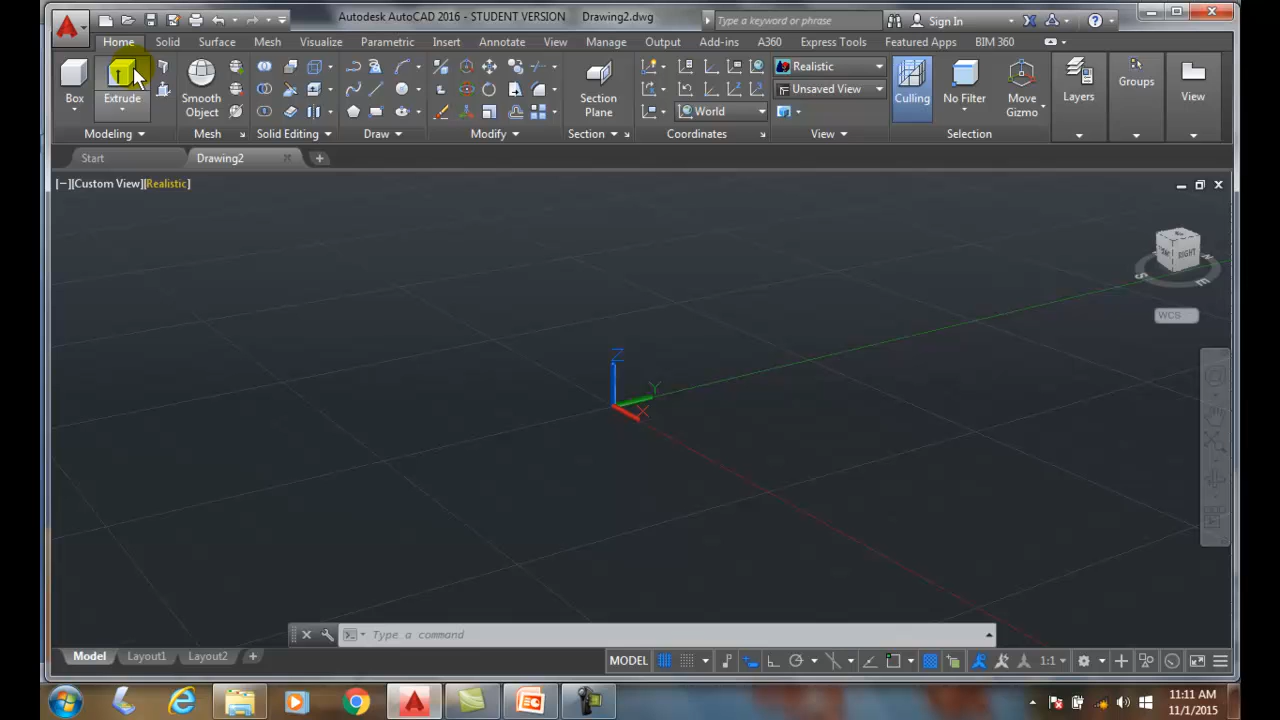 Autodesk AutoCAD 2016 - STUDENT VERSION Drawing2.dwg Type a keyword or phrase Sign In
Home Solid Surface Mesh Visualize Parametric Insert Annotate View Manage Output Add-ins A360 Express Tools Featured Apps BIM 360
Realistic
Unsaved View
World
Box Extrude Smooth Object Section Plane Culling No Filter Move Gizmo Layers Groups View
Modeling Mesh Solid Editing Draw Modify Section Coordinates View Selection
Start Drawing2
[−][Custom View][Realistic]
RIGHT
N
S
E
WCS
Z
Y
X
Type a command
Model Layout1 Layout2 MODEL 1:1
11:11 AM
11/1/2015